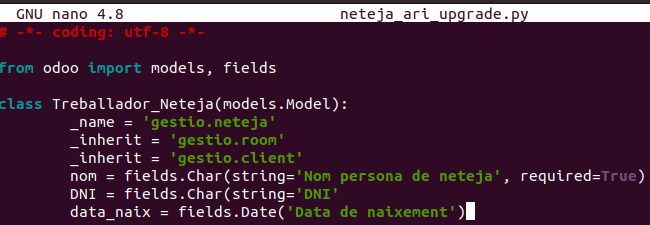 GNU nano 4.8 neteja_ari_upgrade.py
# -*- coding: utf-8 -*-
from odoo import models, fields
class Treballador_Neteja(models.Model):
_name = 'gestio.neteja'
_inherit = 'gestio.room'
_inherit = 'gestio.client'
nom = fields.Char(string='Nom persona de neteja', required=True)
DNI = fields.Char(string='DNI'
data_naix = fields.Date('Data de naixement')